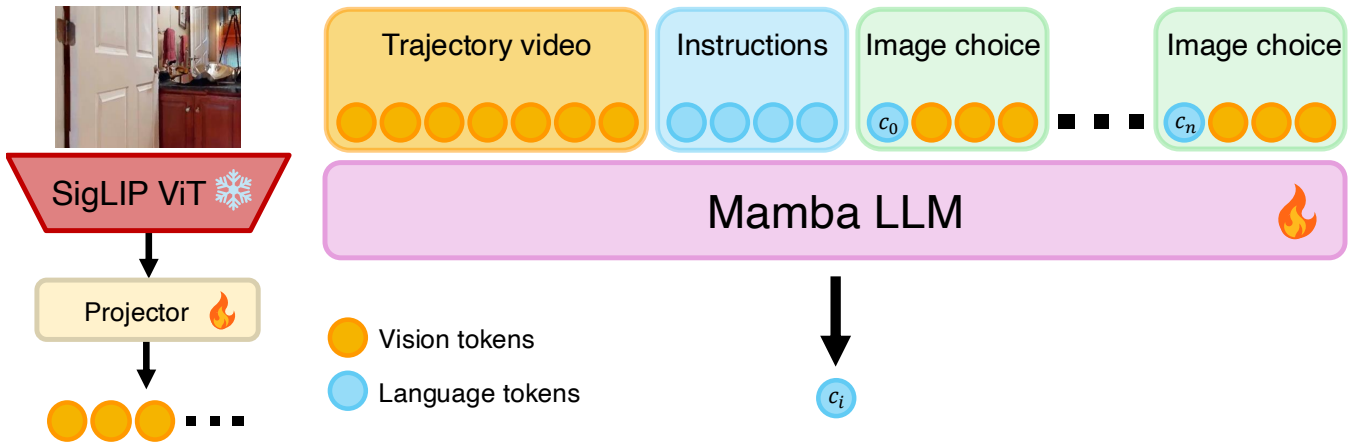 SigLIP ViT
Projector
Trajectory video
Instructions
Image choice
Image choice
c₀
cₙ
Mamba LLM
Vision tokens
Language tokens
cᵢ